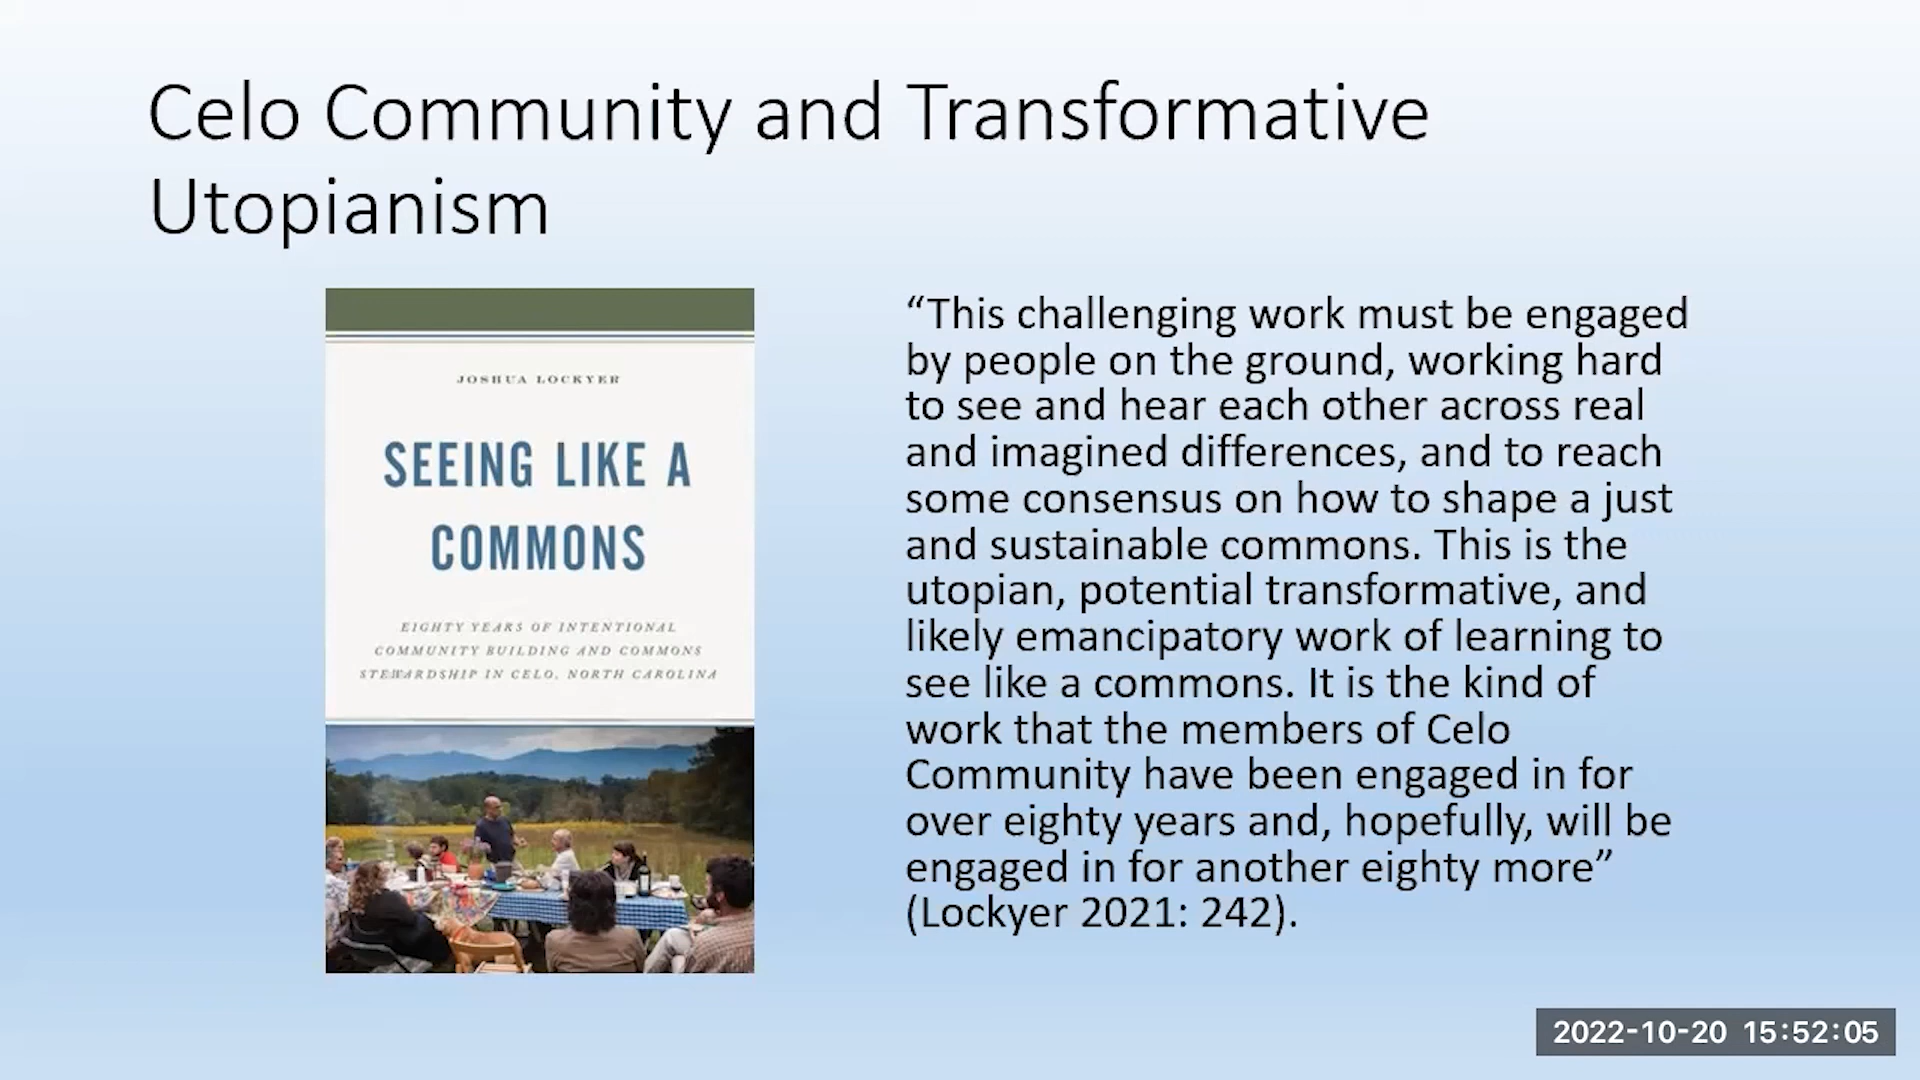 Celo Community and Transformative
Utopianism
JOSHUA LOCKYER
SEEING LIKE A
COMMONS
EIGHTY YEARS OF INTENTIONAL
COMMUNITY BUILDING AND COMMONS
STEWARDSHIP IN CELO, NORTH CAROLINA
“This challenging work must be engaged
by people on the ground, working hard
to see and hear each other across real
and imagined differences, and to reach
some consensus on how to shape a just
and sustainable commons. This is the
utopian, potential transformative, and
likely emancipatory work of learning to
see like a commons. It is the kind of
work that the members of Celo
Community have been engaged in for
over eighty years and, hopefully, will be
engaged in for another eighty more”
(Lockyer 2021: 242).
2022-10-20 15:52:05